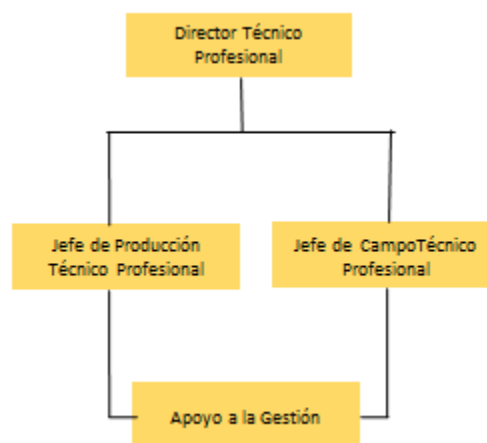 Director Técnico
Profesional
Jefe de Producción
Técnico Profesional
Jefe de CampoTécnico
Profesional
Apoyo a la Gestión